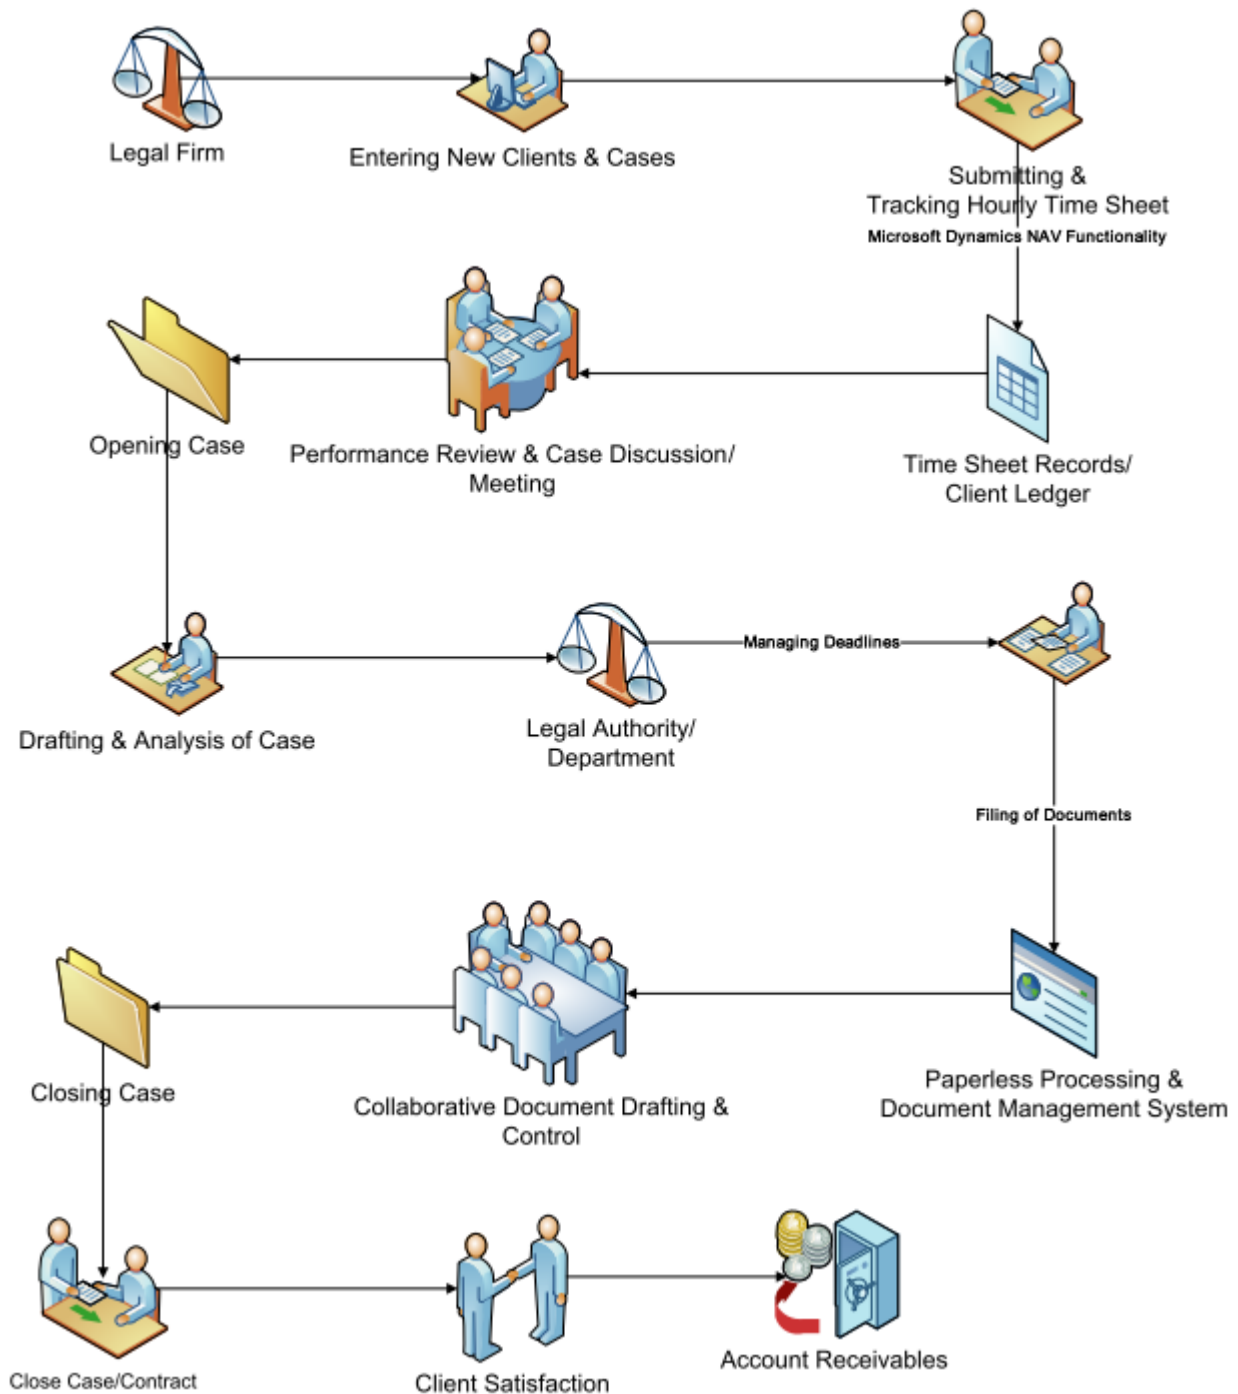 Legal Firm
Entering New Clients & Cases
Submitting &
Tracking Hourly Time Sheet
Microsoft Dynamics NAV Functionality
Opening Case
Performance Review & Case Discussion/
Meeting
Time Sheet Records/
Client Ledger
Drafting & Analysis of Case
Legal Authority/
Department
Managing Deadlines
Filing of Documents
Closing Case
Collaborative Document Drafting &
Control
Paperless Processing &
Document Management System
Close Case/Contract
Client Satisfaction
Account Receivables